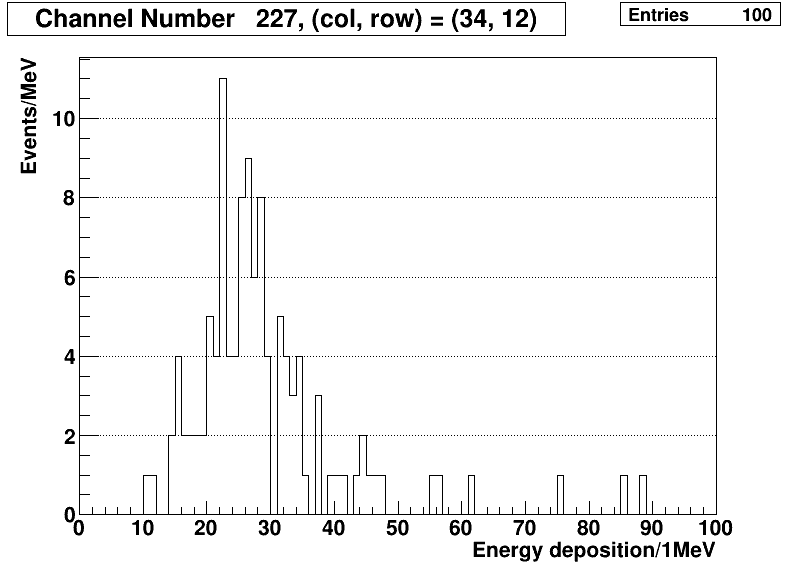 Channel Number 227, (col, row) = (34, 12)
Entries 100
Events/MeV
10
8
6
4
2
0
0 10 20 30 40 50 60 70 80 90 100
Energy deposition/1MeV